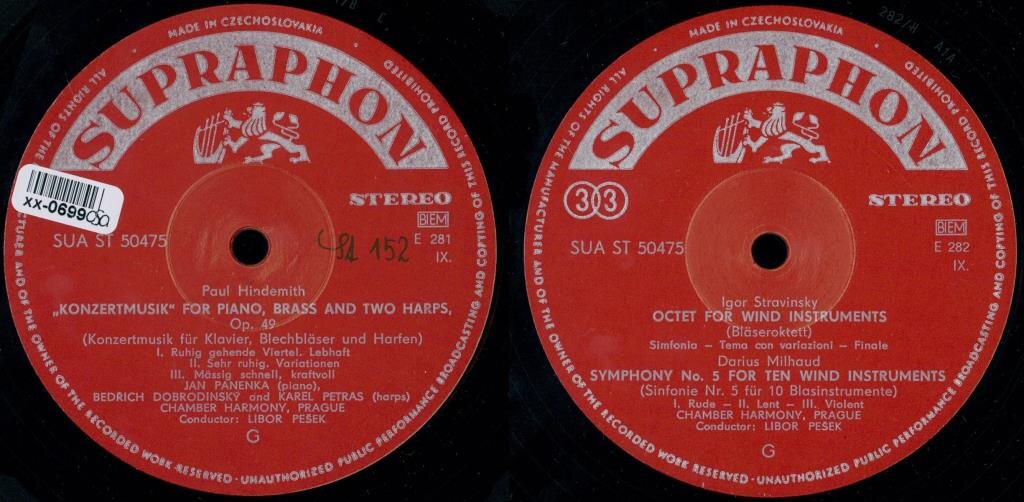 MADE IN CZECHOSLOVAKIA
SUPRAPHON
ALL RIGHTS OF THE
MANUFACTURER AND OF THE OWNER OF THE RECORDED WORK RESERVED - UNAUTHORIZED PUBLIC PERFORMANCE BROADCASTING AND COPYING OF THIS RECORD PROHIBITED
xx-0699
STEREO
BIEM
SUA ST 50475
E 281
IX.
152
Paul Hindemith
„KONZERTMUSIK“ FOR PIANO, BRASS AND TWO HARPS,
Op. 49
(Konzertmusik für Klavier, Blechbläser und Harfen)
I. Ruhig gehende Viertel. Lebhaft
II. Sehr ruhig. Variationen
III. Mässig schnell, kraftvoll
JAN PANENKA (piano),
BEDRICH DOBRODINSKÝ and KAREL PETRAS (harps)
CHAMBER HARMONY, PRAGUE
Conductor: LIBOR PEŠEK
G
282/H A1A
MADE IN CZECHOSLOVAKIA
SUPRAPHON
ALL RIGHTS OF THE MANUFACTURER AND OF THE OWNER OF THE RECORDED WORK RESERVED - UNAUTHORIZED PUBLIC PERFORMANCE BROADCASTING AND COPYING OF THIS RECORD PROHIBITED
33
STEREO
BIEM
SUA ST 50475
E 282
IX.
Igor Stravinsky
OCTET FOR WIND INSTRUMENTS
(Bläseroktett)
Simfonia – Tema con variazioni – Finale
Darius Milhaud
SYMPHONY No. 5 FOR TEN WIND INSTRUMENTS
(Sinfonie Nr. 5 für 10 Blasinstrumente)
I. Rude – II. Lent – III. Violent
CHAMBER HARMONY, PRAGUE
Conductor: LIBOR PEŠEK
G